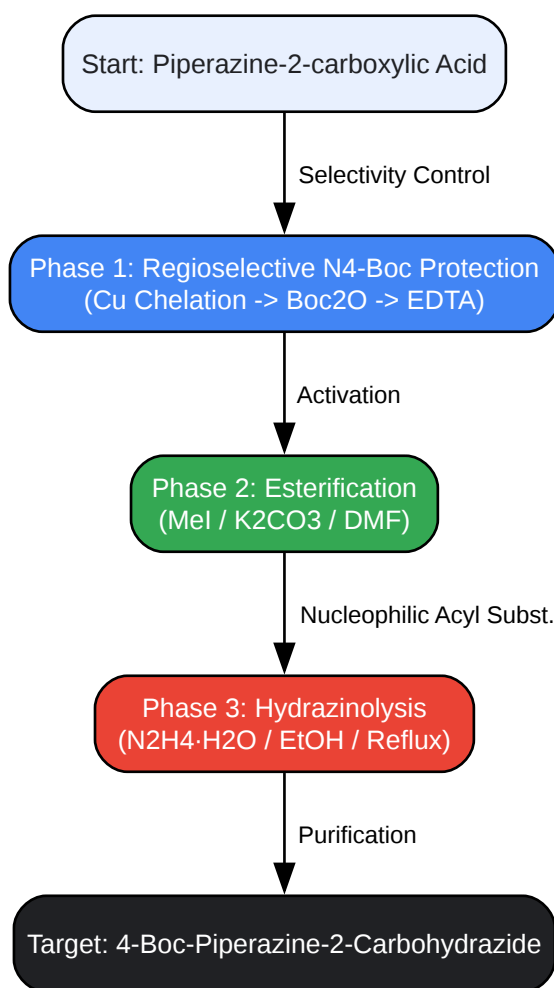 Start: Piperazine-2-carboxylic Acid
Selectivity Control
Phase 1: Regioselective N4-Boc Protection
(Cu Chelation -> Boc2O -> EDTA)
Activation
Phase 2: Esterification
(MeI / K2CO3 / DMF)
Nucleophilic Acyl Subst.
Phase 3: Hydrazinolysis
(N2H4·H2O / EtOH / Reflux)
Purification
Target: 4-Boc-Piperazine-2-Carbohydrazide